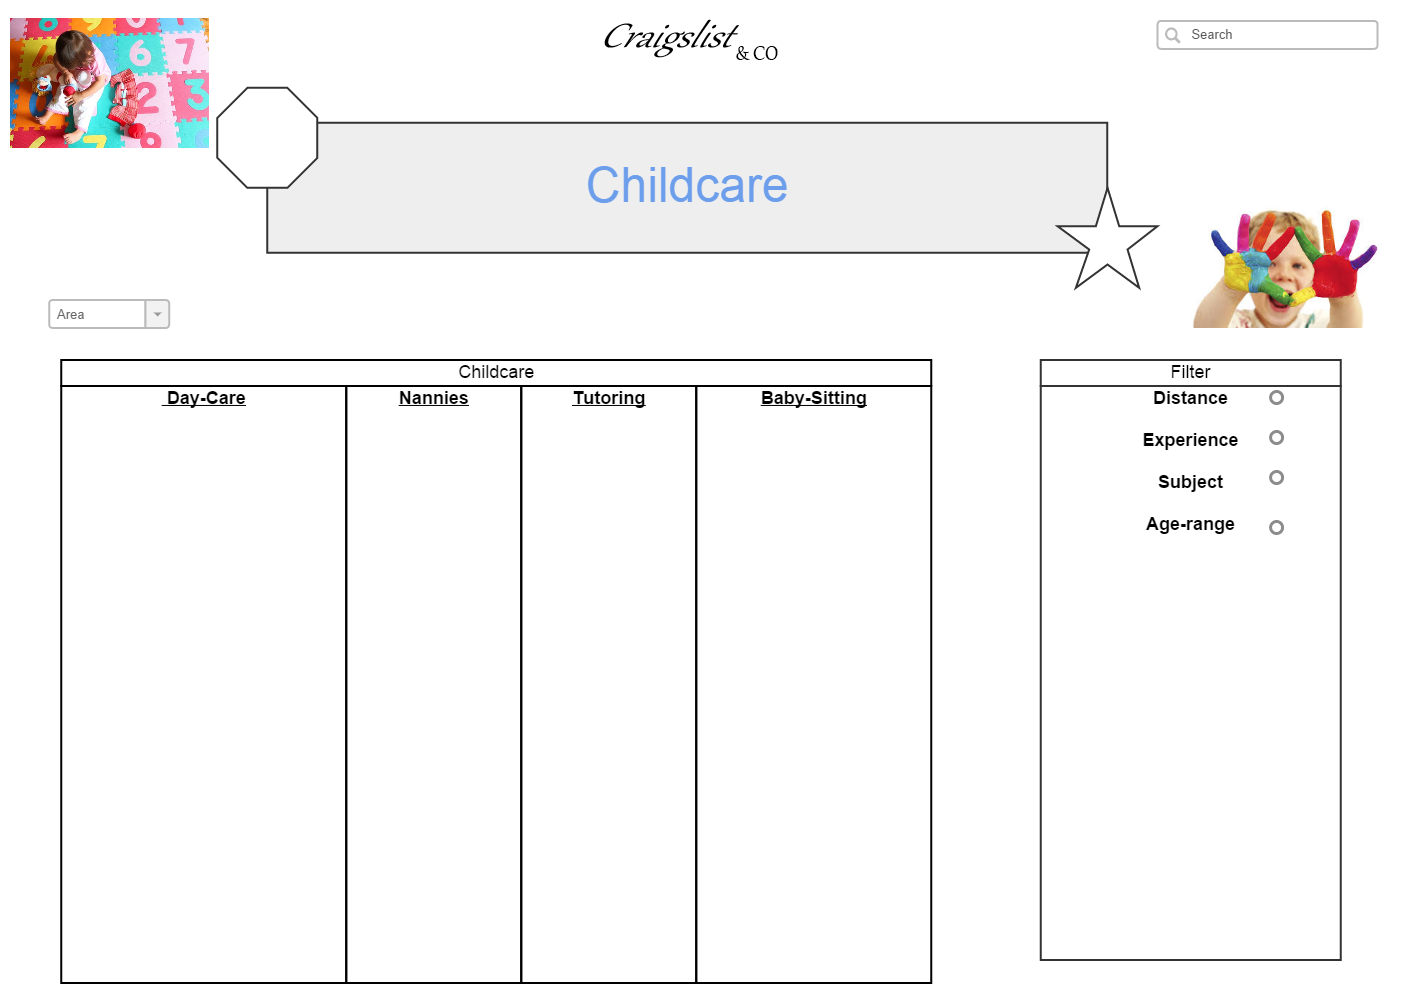 Craigslist
& CO
Search
Childcare
Area
Childcare
Day-Care Nannies Tutoring Baby-Sitting
Filter
Distance
Experience
Subject
Age-range